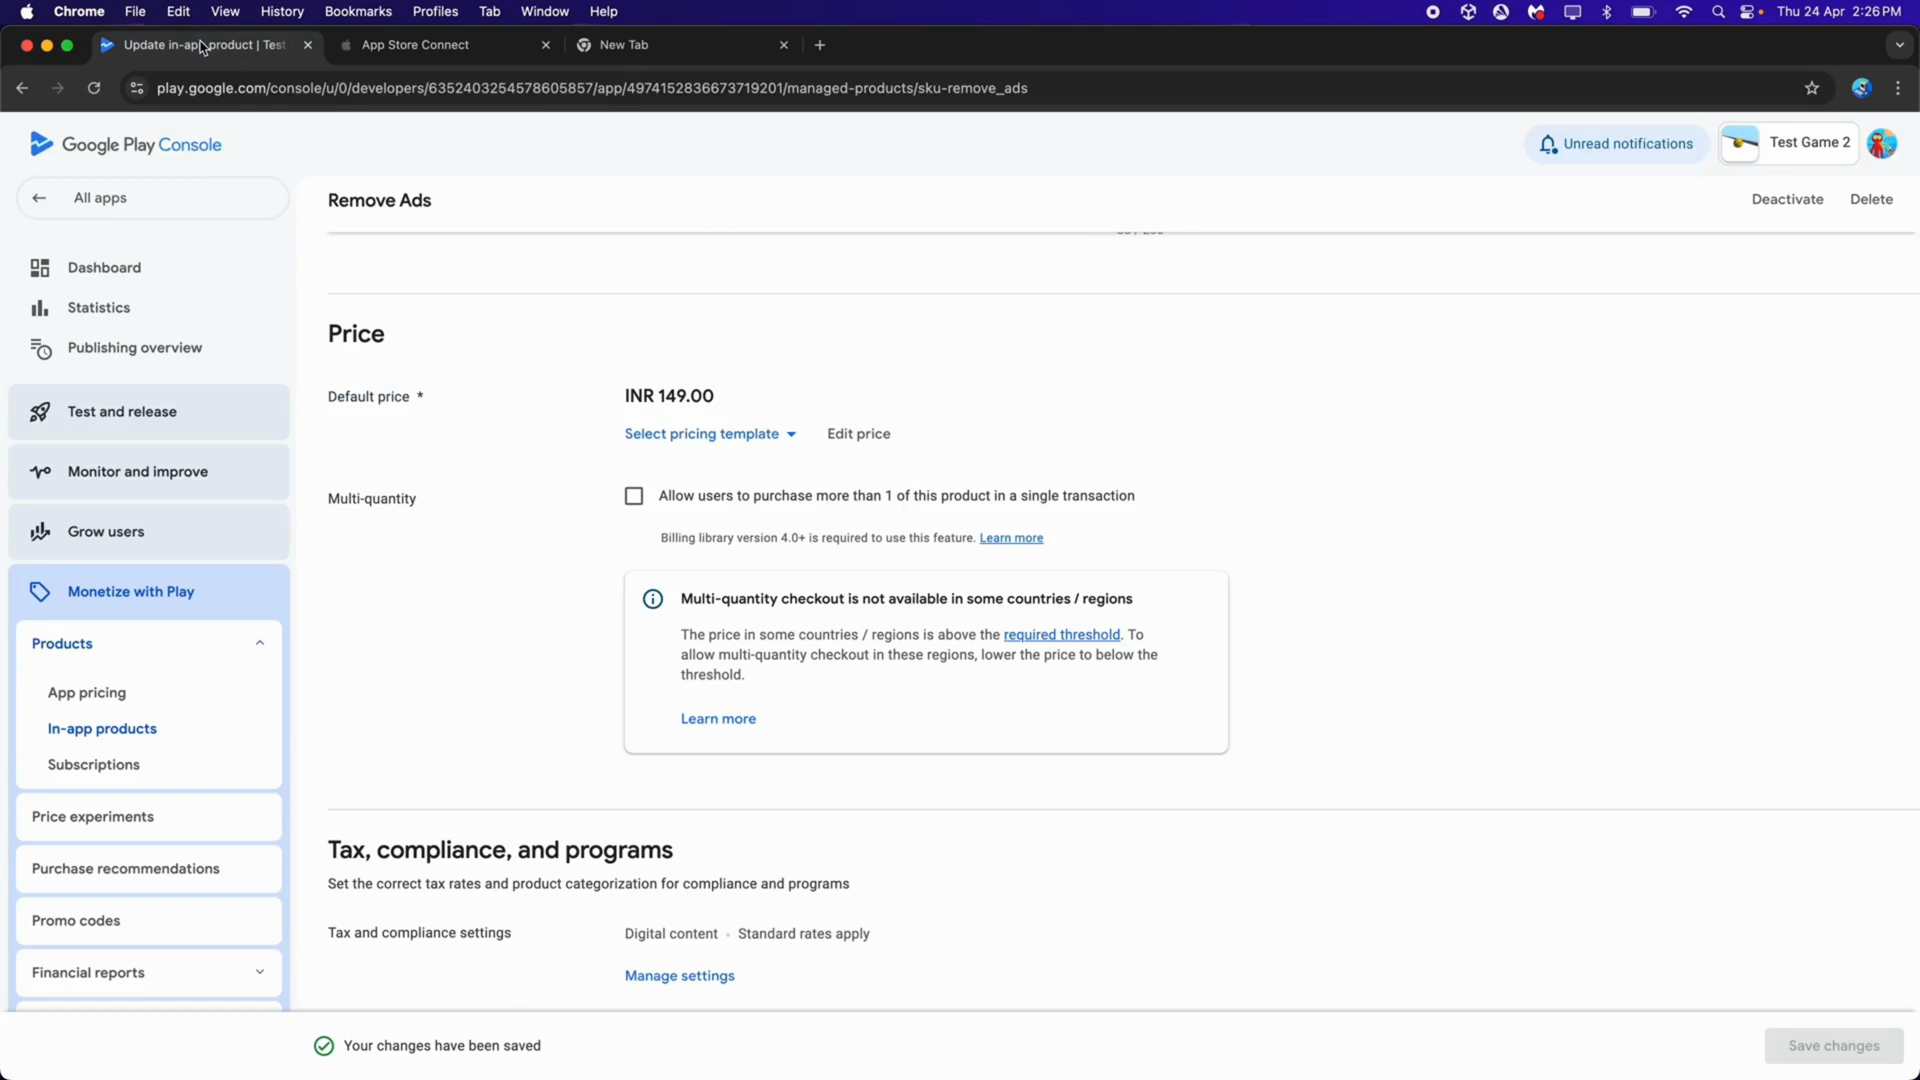 Chrome File Edit View History Bookmarks Profiles Tab Window Help Thu 24 Apr 2:26 PM
Update in-app product | Test App Store Connect New Tab
play.google.com/console/u/0/developers/6352403254578605857/app/4974152836673719201/managed-products/sku-remove_ads
Google Play Console Unread notifications Test Game 2
All apps
Remove Ads Deactivate Delete
Dashboard
Statistics
Publishing overview
Test and release
Monitor and improve
Grow users
Monetize with Play
Products
App pricing
In-app products
Subscriptions
Price experiments
Purchase recommendations
Promo codes
Financial reports
Price
Default price * INR 149.00
Select pricing template Edit price
Multi-quantity Allow users to purchase more than 1 of this product in a single transaction
Billing library version 4.0+ is required to use this feature. Learn more
Multi-quantity checkout is not available in some countries / regions
The price in some countries / regions is above the required threshold. To
allow multi-quantity checkout in these regions, lower the price to below the
threshold.
Learn more
Tax, compliance, and programs
Set the correct tax rates and product categorization for compliance and programs
Tax and compliance settings Digital content • Standard rates apply
Manage settings
Your changes have been saved Save changes